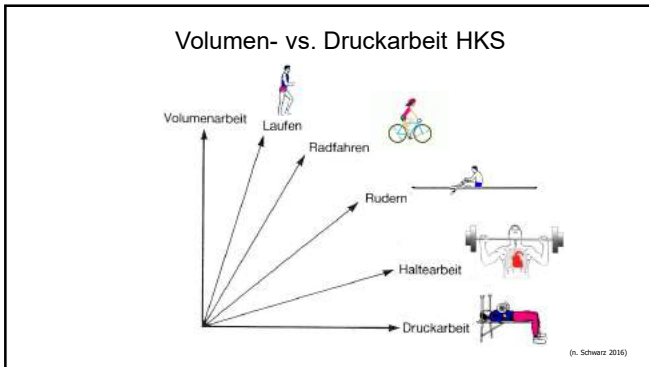 Volumen- vs. Druckarbeit HKS
Volumenarbeit
Laufen
Radfahren
Rudern
Haltearbeit
Druckarbeit
(n. Schwarz 2016)